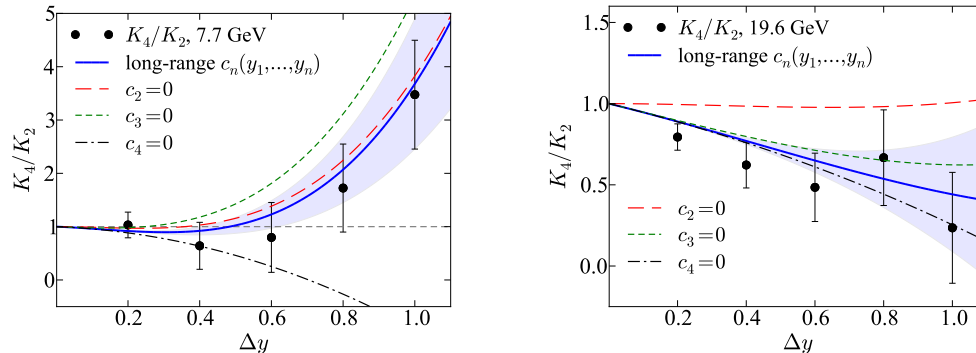 5
4
3
2
1
0
K₄/K₂
K₄/K₂, 7.7 GeV
long-range cₙ(y₁,...,yₙ)
c₂=0
c₃=0
c₄=0
0.2 0.4 0.6 0.8 1.0
Δy
1.5
1.0
0.5
0.0
K₄/K₂
K₄/K₂, 19.6 GeV
long-range cₙ(y₁,...,yₙ)
c₂=0
c₃=0
c₄=0
0.2 0.4 0.6 0.8 1.0
Δy